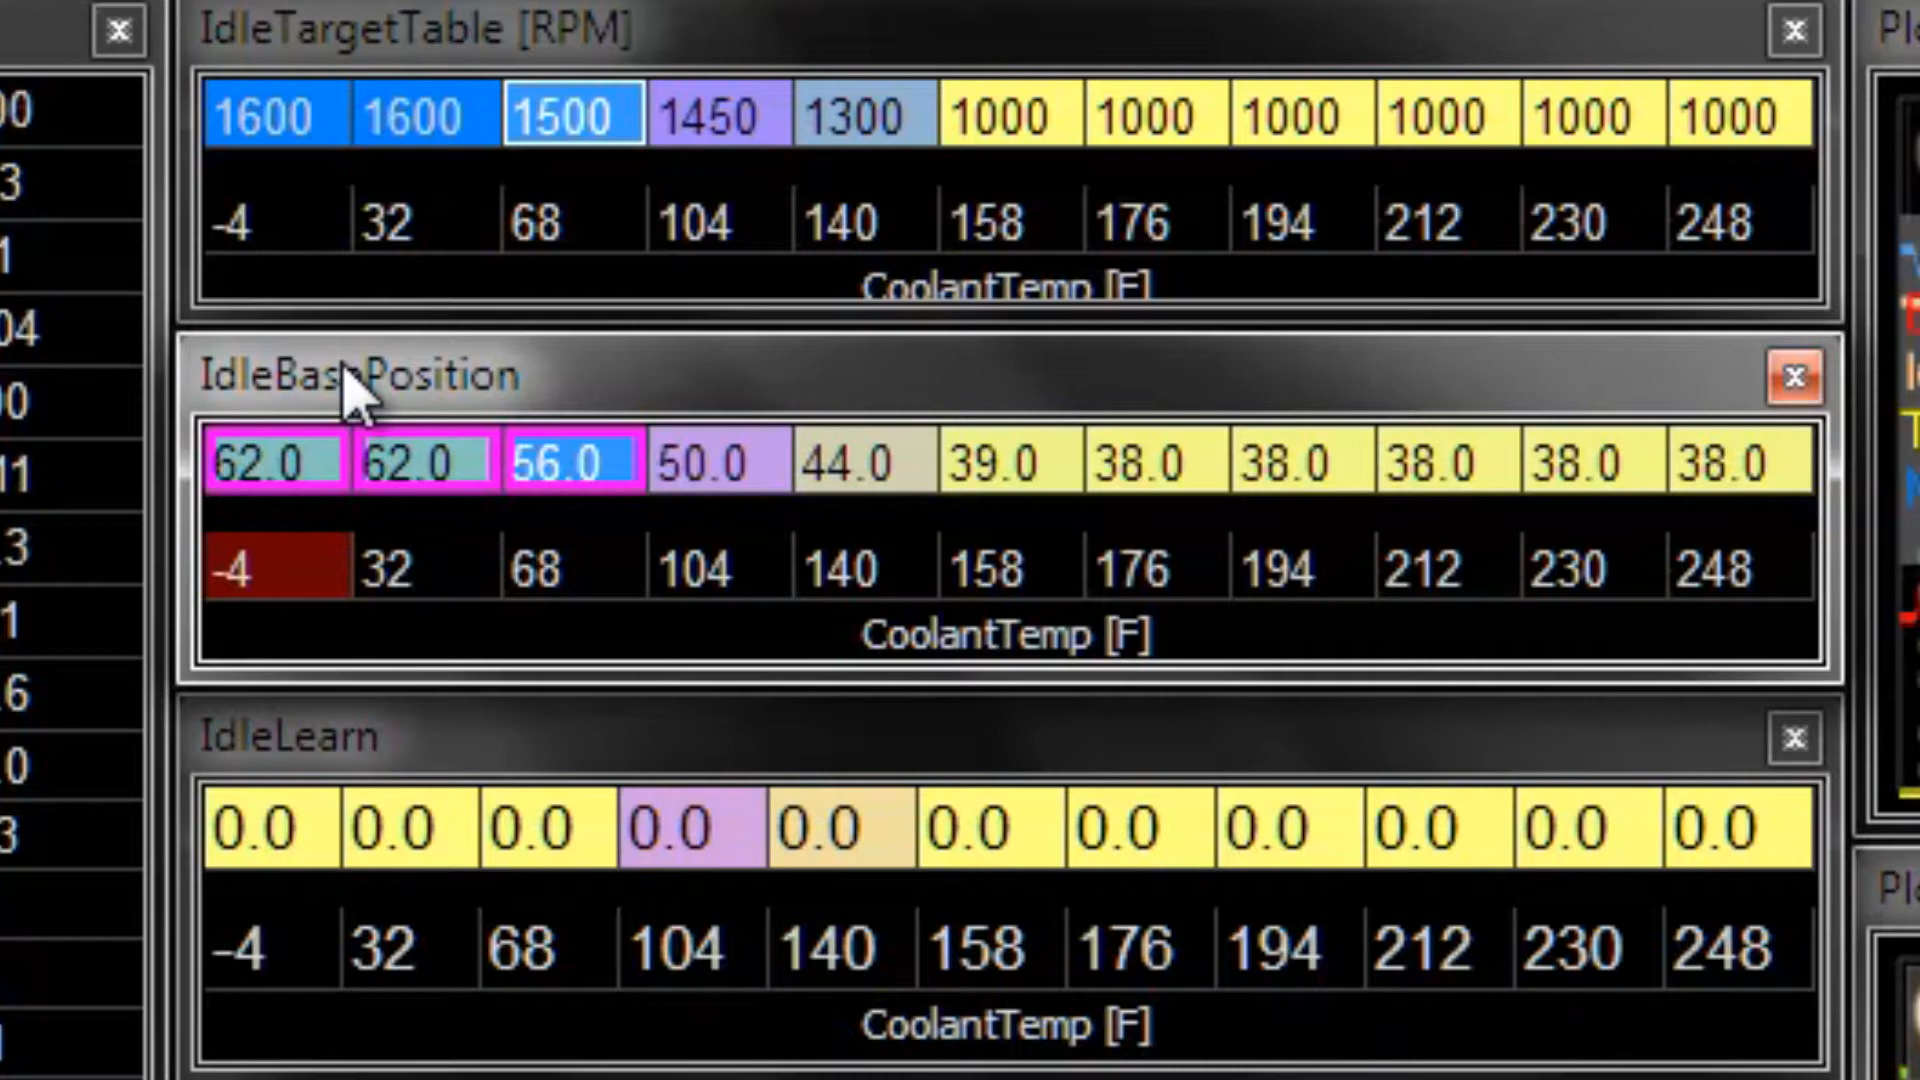 IdleTargetTable [RPM]
1600 1600 1500 1450 1300 1000 1000 1000 1000 1000 1000
-4 32 68 104 140 158 176 194 212 230 248
CoolantTemp [F]
IdleBasePosition
62.0 62.0 56.0 50.0 44.0 39.0 38.0 38.0 38.0 38.0 38.0
-4 32 68 104 140 158 176 194 212 230 248
CoolantTemp [F]
IdleLearn
0.0 0.0 0.0 0.0 0.0 0.0 0.0 0.0 0.0 0.0 0.0
-4 32 68 104 140 158 176 194 212 230 248
CoolantTemp [F]